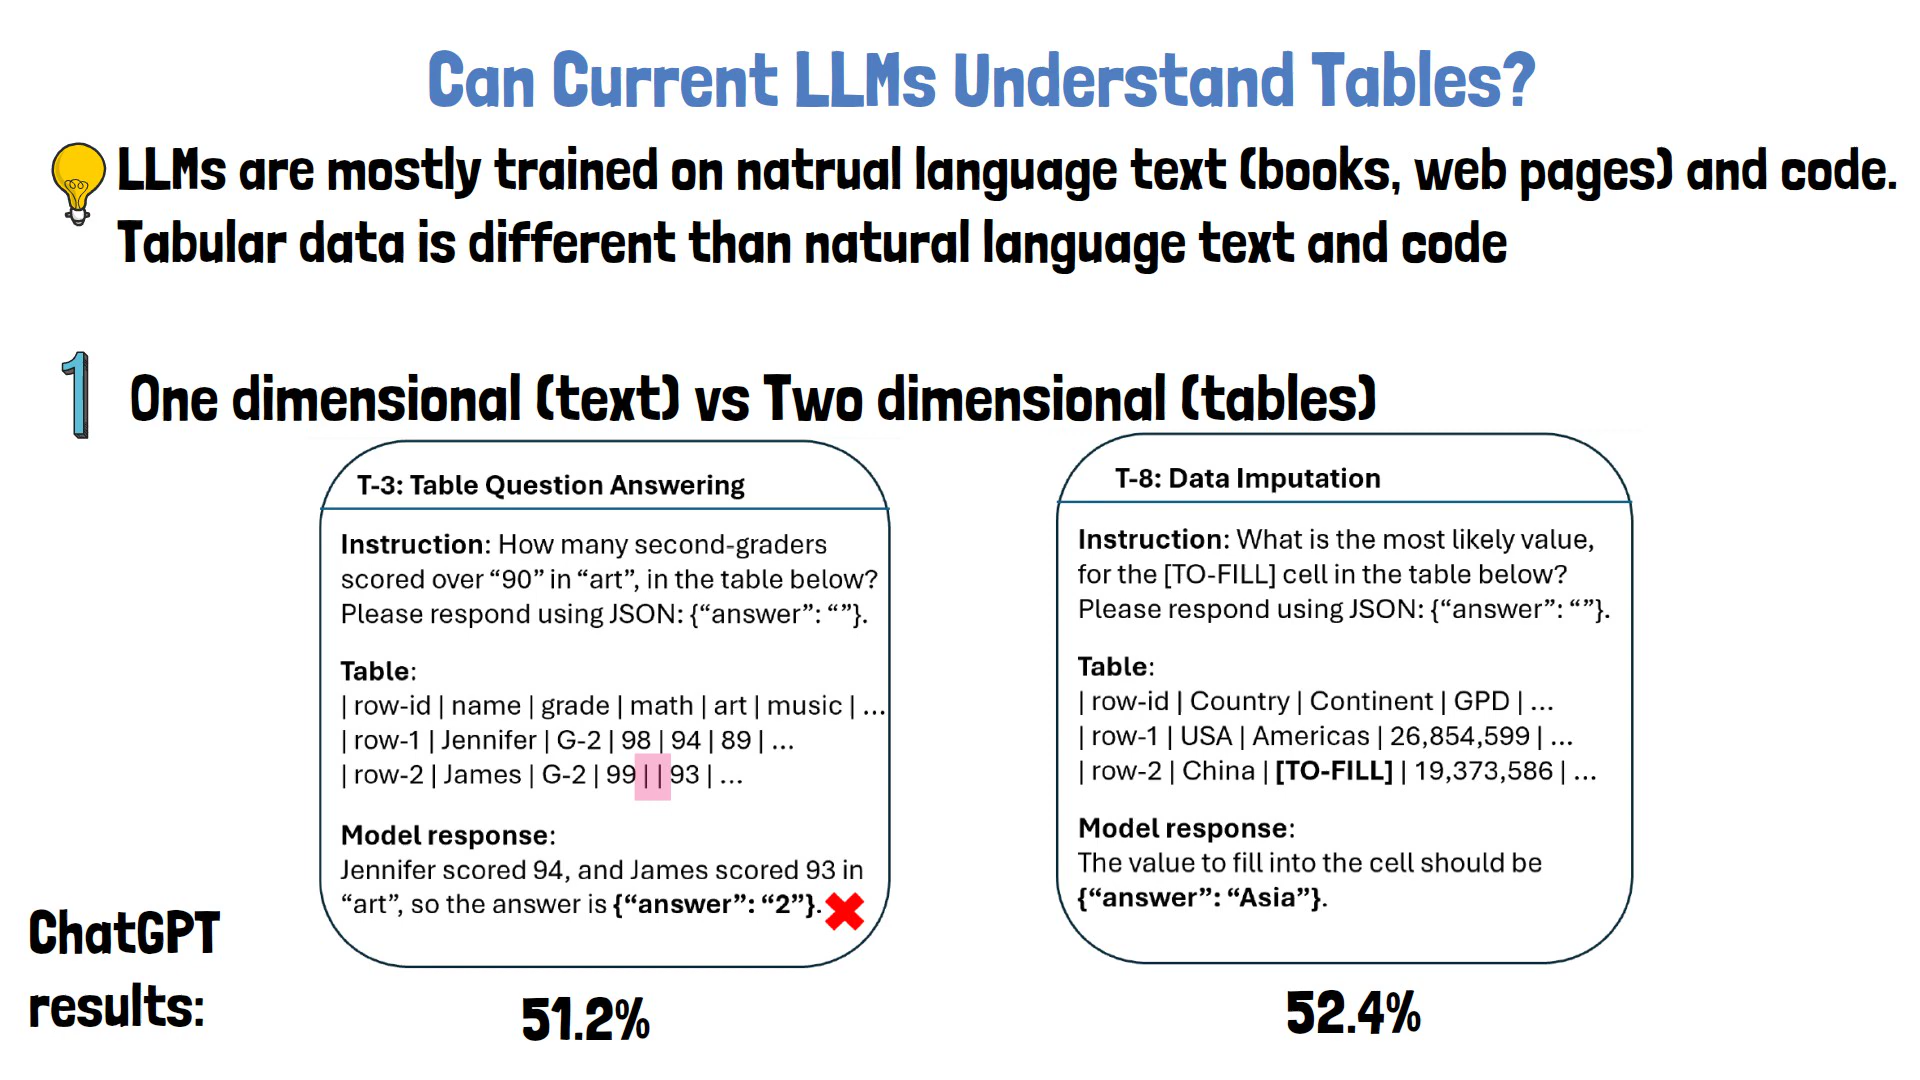 Can Current LLMs Understand Tables?
LLMs are mostly trained on natrual language text (books, web pages) and code.
Tabular data is different than natural language text and code
1 One dimensional (text) vs Two dimensional (tables)
T-3: Table Question Answering
Instruction: How many second-graders
scored over “90” in “art”, in the table below?
Please respond using JSON: {“answer”: “”}.
Table:
| row-id | name | grade | math | art | music | ...
| row-1 | Jennifer | G-2 | 98 | 94 | 89 | ...
| row-2 | James | G-2 | 99 | | 93 | ...
Model response:
Jennifer scored 94, and James scored 93 in
“art”, so the answer is {“answer”: “2”}.
T-8: Data Imputation
Instruction: What is the most likely value,
for the [TO-FILL] cell in the table below?
Please respond using JSON: {“answer”: “”}.
Table:
| row-id | Country | Continent | GPD | ...
| row-1 | USA | Americas | 26,854,599 | ...
| row-2 | China | [TO-FILL] | 19,373,586 | ...
Model response:
The value to fill into the cell should be
{“answer”: “Asia”}.
ChatGPT
results:
51.2%
52.4%